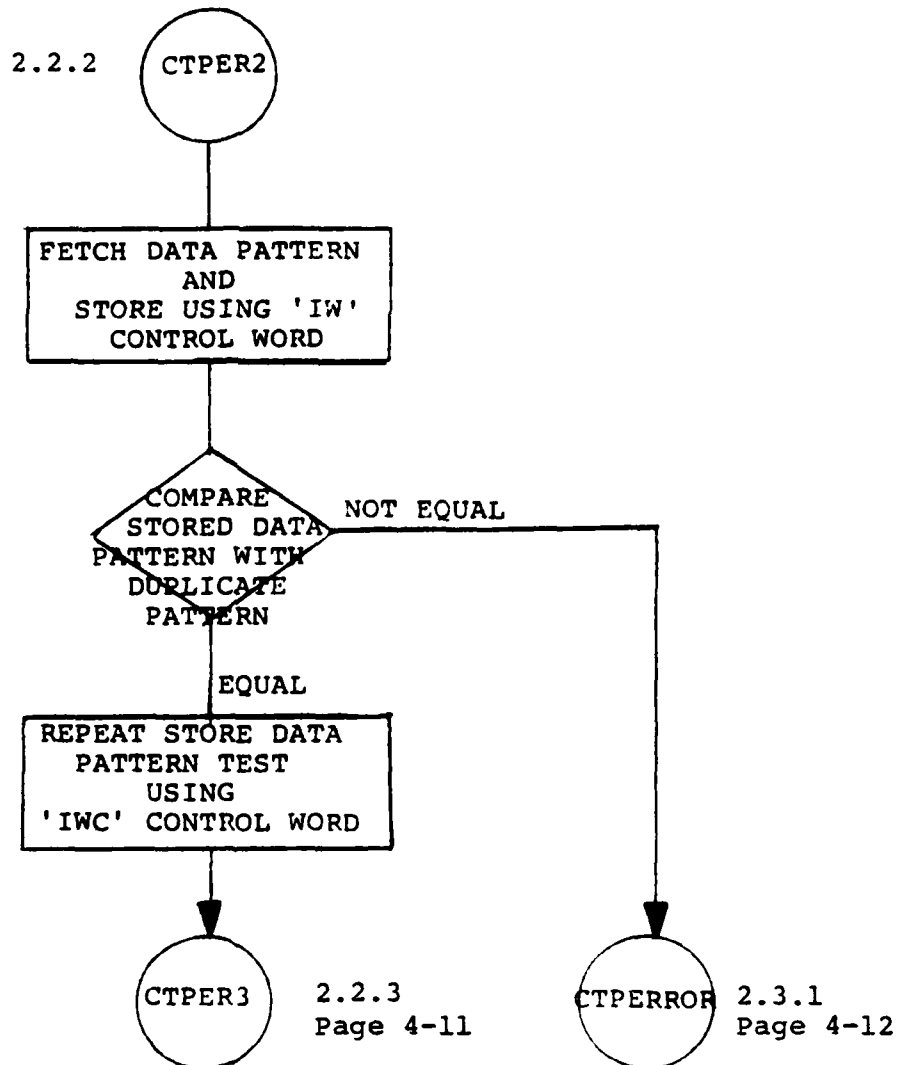 2.2.2
CTPER2
FETCH DATA PATTERN
AND
STORE USING 'IW'
CONTROL WORD
COMPARE
STORED DATA
PATTERN WITH
DUPLICATE
PATTERN
NOT EQUAL
EQUAL
REPEAT STORE DATA
PATTERN TEST
USING
'IWC' CONTROL WORD
CTPER3
2.2.3
Page 4-11
CTPERROR
2.3.1
Page 4-12